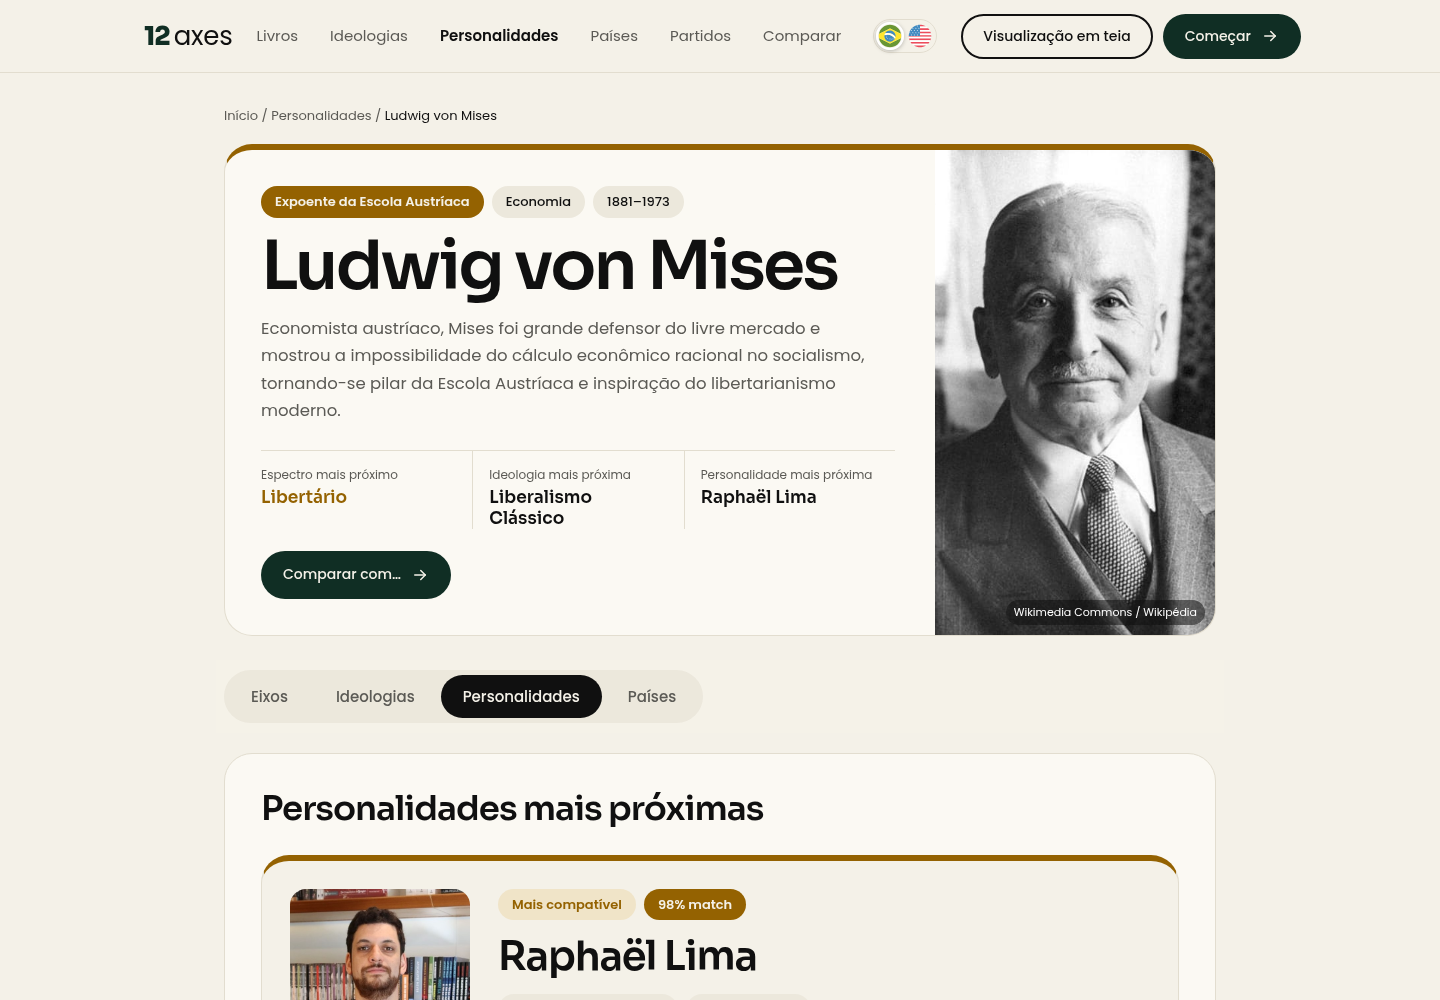 12 axes
Livros
Ideologias
Personalidades
Países
Partidos
Comparar
Visualização em teia
Começar
Início / Personalidades / Ludwig von Mises
Expoente da Escola Austríaca
Economia
1881–1973
Ludwig von Mises
Economista austríaco, Mises foi grande defensor do livre mercado e
mostrou a impossibilidade do cálculo econômico racional no socialismo,
tornando-se pilar da Escola Austríaca e inspiração do libertarianismo
moderno.
Espectro mais próximo
Libertário
Ideologia mais próxima
Liberalismo
Clássico
Personalidade mais próxima
Raphaël Lima
Comparar com...
Wikimedia Commons / Wikipédia
Eixos
Ideologias
Personalidades
Países
Personalidades mais próximas
Mais compatível
98% match
Raphaël Lima